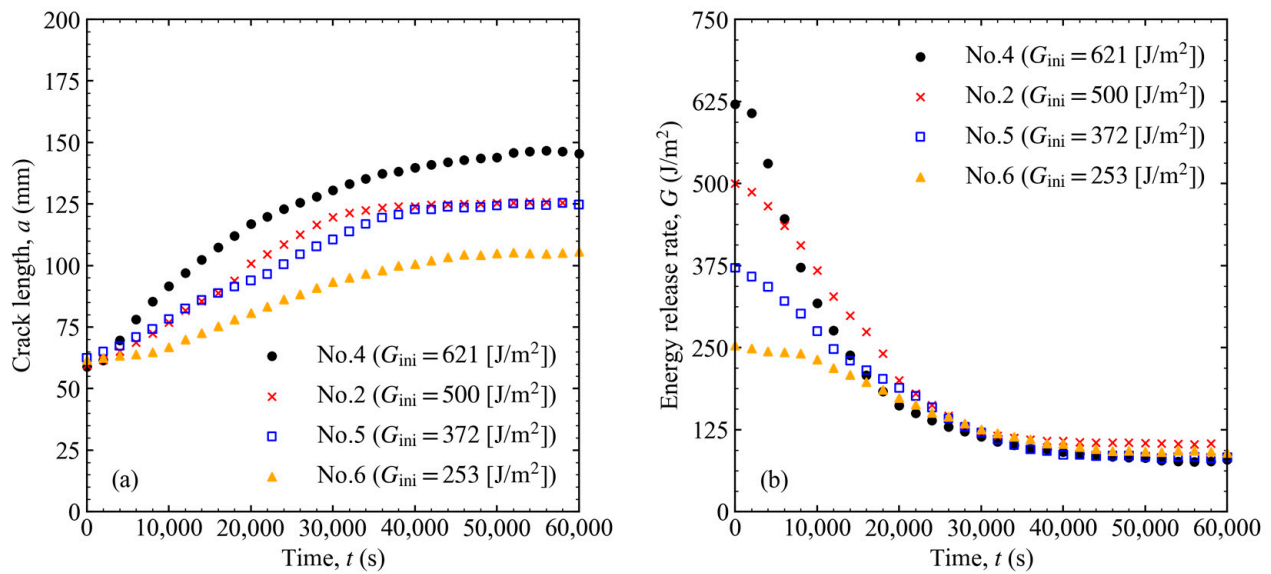 200
175
150
125
100
75
50
25
0
Crack length, a (mm)
No.4 (Gini = 621 [J/m²])
No.2 (Gini = 500 [J/m²])
No.5 (Gini = 372 [J/m²])
No.6 (Gini = 253 [J/m²])
(a)
0 10,000 20,000 30,000 40,000 50,000 60,000
Time, t (s)
750
625
500
375
250
125
0
Energy release rate, G (J/m²)
No.4 (Gini = 621 [J/m²])
No.2 (Gini = 500 [J/m²])
No.5 (Gini = 372 [J/m²])
No.6 (Gini = 253 [J/m²])
(b)
0 10,000 20,000 30,000 40,000 50,000 60,000
Time, t (s)